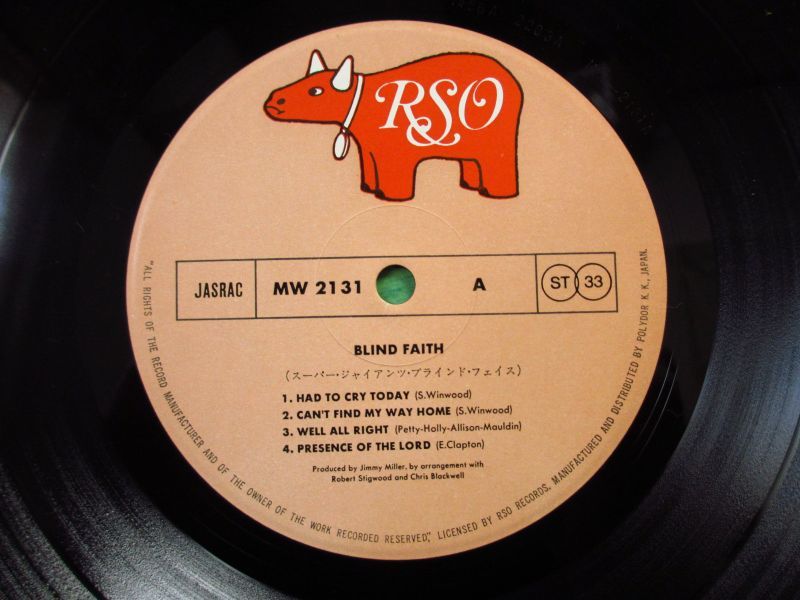 RSO
JASRAC
MW 2131
A
ST 33
BLIND FAITH
(スーパー・ジャイアンツ・ブラインド・フェイス)
1. HAD TO CRY TODAY (S.Winwood)
2. CAN'T FIND MY WAY HOME (S.Winwood)
3. WELL ALL RIGHT (Petty-Holly-Allison-Mauldin)
4. PRESENCE OF THE LORD (E.Clapton)
Produced by Jimmy Miller, by arrangement with
Robert Stigwood and Chris Blackwell
"ALL RIGHTS OF THE RECORD MANUFACTURER AND OF THE OWNER OF THE WORK RECORDED RESERVED," LICENSED BY RSO RECORDS. MANUFACTURED AND DISTRIBUTED BY POLYDOR K. K., JAPAN.